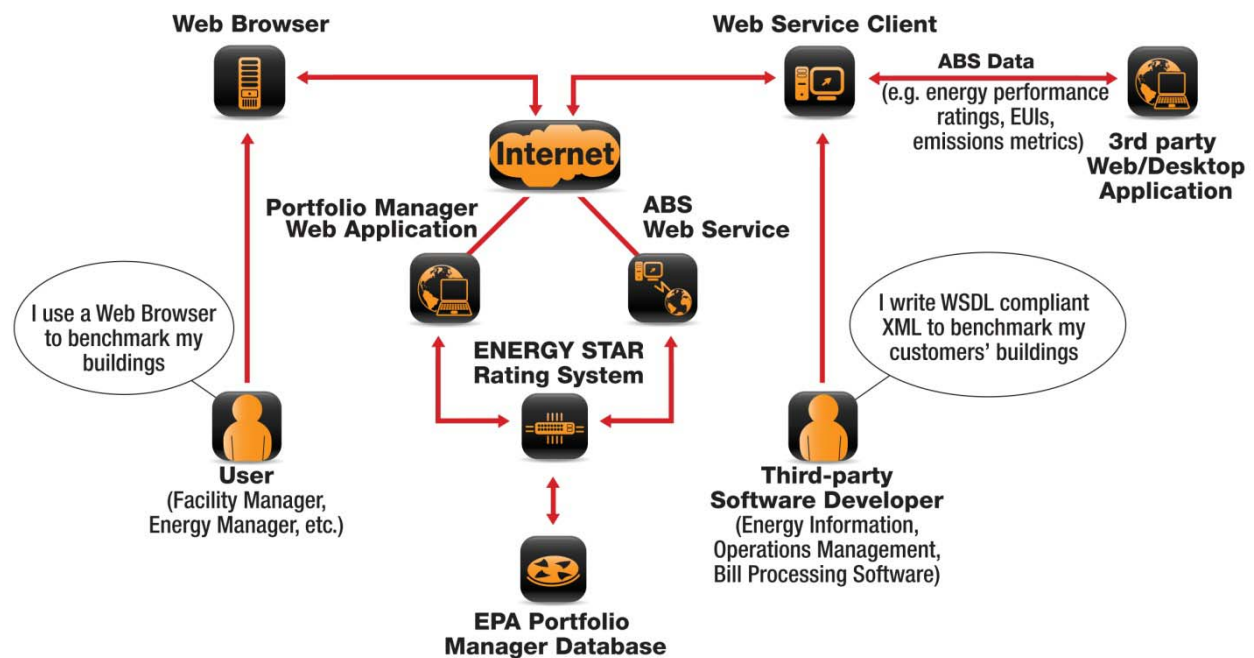 Web Browser
Web Service Client
ABS Data
(e.g. energy performance
ratings, EUIs,
emissions metrics)
3rd party
Web/Desktop
Application
Internet
Portfolio Manager
Web Application
ABS
Web Service
I use a Web Browser
to benchmark my
buildings
I write WSDL compliant
XML to benchmark my
customers’ buildings
ENERGY STAR
Rating System
User
(Facility Manager,
Energy Manager, etc.)
Third-party
Software Developer
(Energy Information,
Operations Management,
Bill Processing Software)
EPA Portfolio
Manager Database